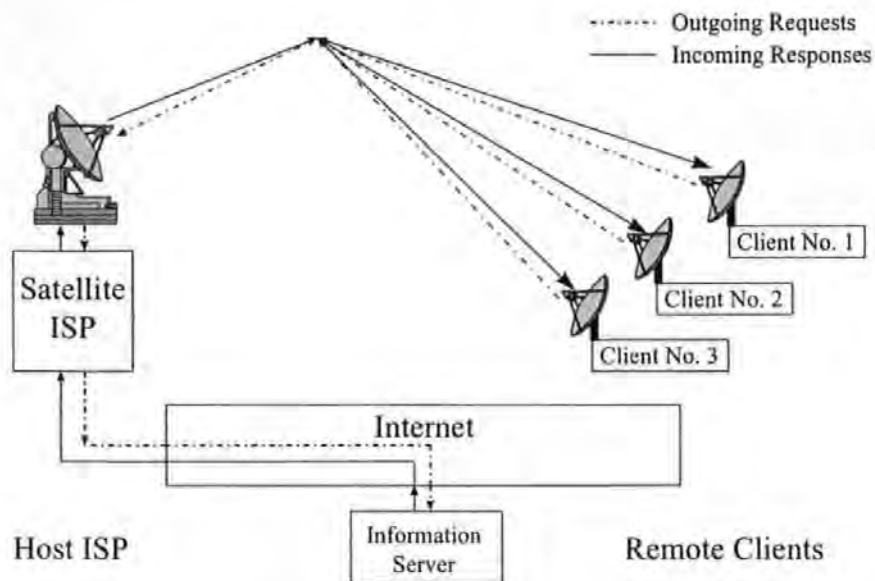 Outgoing Requests
Incoming Responses
Client No. 1
Client No. 2
Client No. 3
Satellite
ISP
Internet
Information
Server
Host ISP
Remote Clients